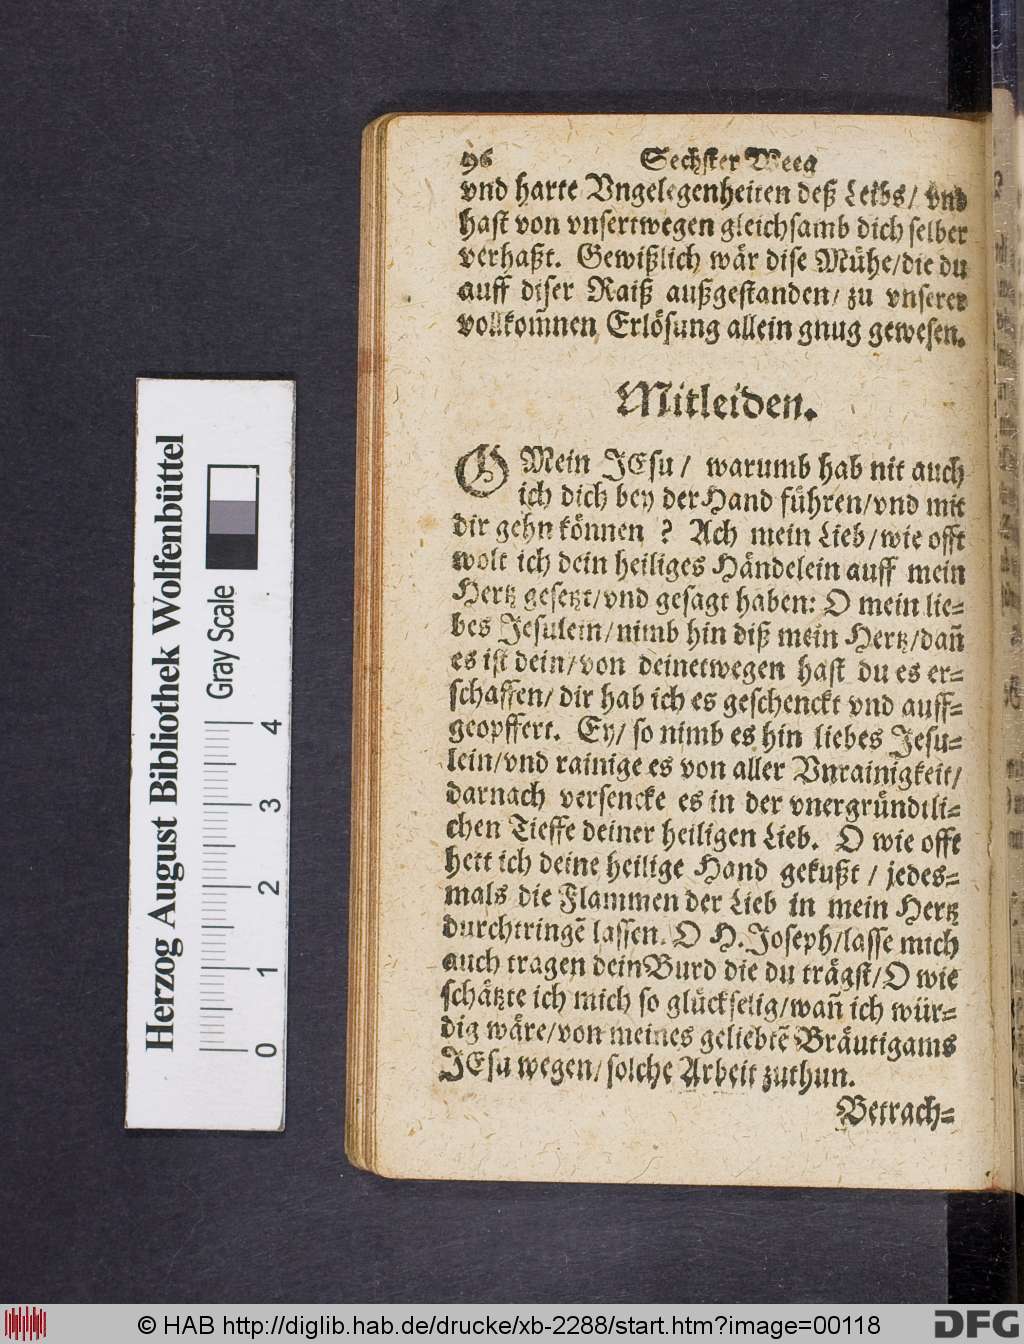 96 Sechster Weeg
vnd harte Vngelegenheiten deß Leibs/ vnd
hast von vnsertwegen gleichsamb dich selber
verhaßt. Gewißlich wär dise Mühe/die du
auff diser Raiß außgestanden/ zu vnserer
vollkom̃nen Erlösung allein gnug gewesen.
Mitleiden.
O Mein JEsu/ warumb hab nit auch
ich dich bey der Hand führen/vnd mit
dir gehn können ? Ach mein Lieb/wie offt
wolt ich dein heiliges Händelein auff mein
Hertz gesetzt/vnd gesagt haben: O mein lie-
bes Jesulein/nimb hin diß mein Hertz/dañ
es ist dein/von deinetwegen hast du es er-
schaffen/ dir hab ich es geschenckt vnd auff-
geopffert. Ey/ so nimb es hin liebes Jesu-
lein/vnd rainige es von aller Vnrainigkeit/
darnach versencke es in der vnergründtli-
chen Tieffe deiner heiligen Lieb. O wie offt
hett ich deine heilige Hand gekußt / jedes-
mals die Flammen der Lieb in mein Hertz
durchtringẽ lassen. O H. Joseph/lasse mich
auch tragen dein Burd die du trägst/O wie
schätzte ich mich so glückselig/wañ ich wür-
dig wäre/von meines geliebtẽ Bräutigams
JEsu wegen/solche Arbeit zuthun.
Betrach-
Herzog August Bibliothek Wolfenbüttel
Gray Scale
0 1 2 3 4
© HAB http://diglib.hab.de/drucke/xb-2288/start.htm?image=00118
DFG